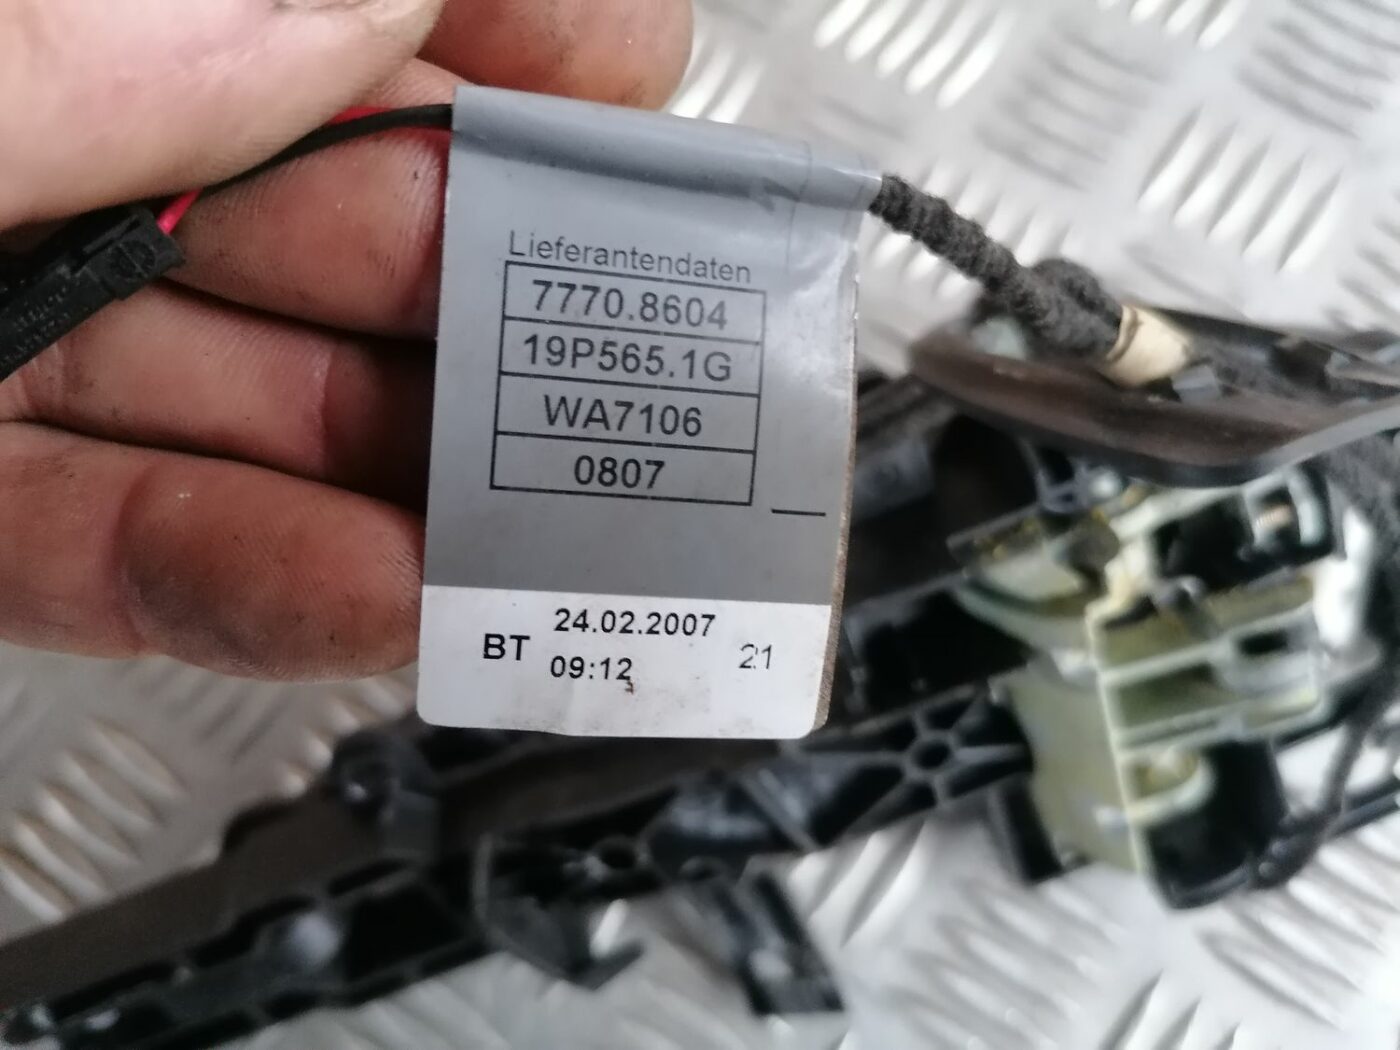 Lieferantendaten
7770.8604
19P565.1G
WA7106
0807
BT 24.02.2007 21
09:12